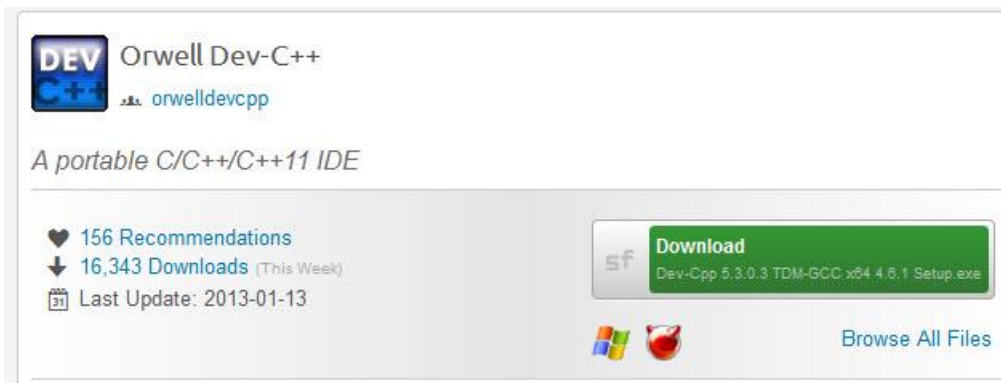 DEV
C++
Orwell Dev-C++
orwelldevcpp
A portable C/C++/C++11 IDE
156 Recommendations
16,343 Downloads (This Week)
31
Last Update: 2013-01-13
sf
Download
Dev-Cpp 5.3.0.3 TDM-GCC x64 4.6.1 Setup.exe
Browse All Files